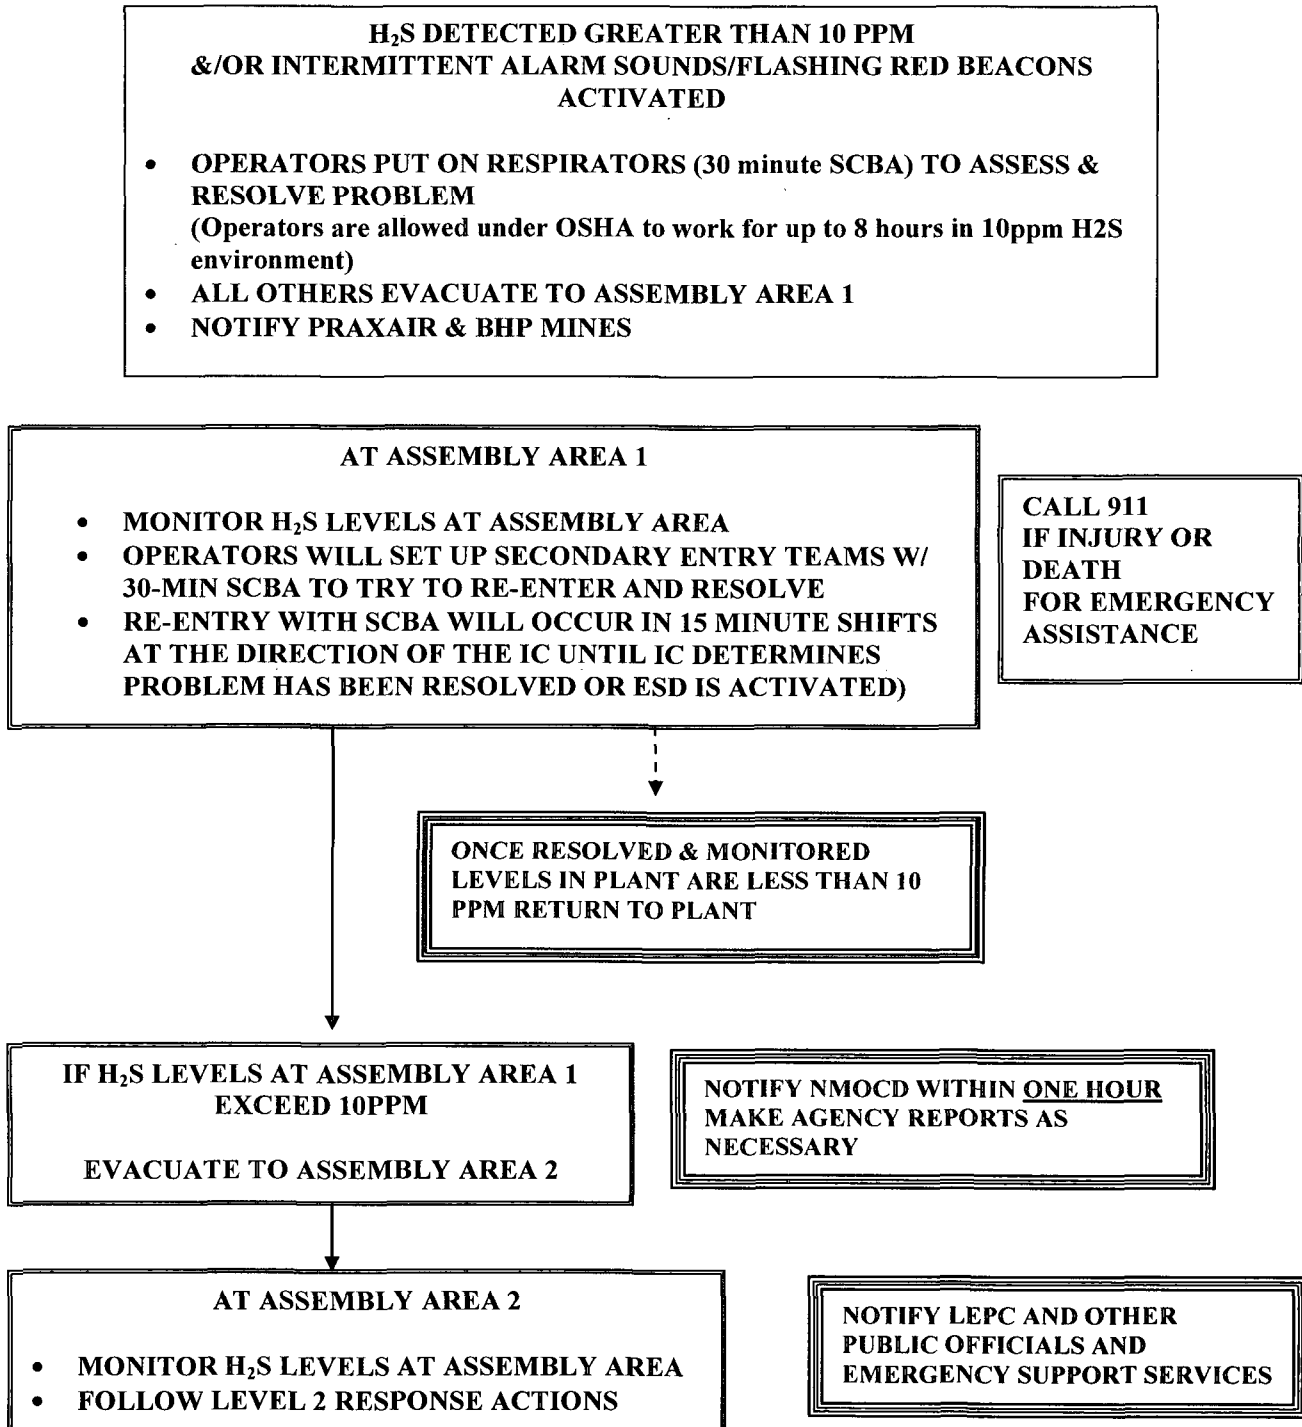 H₂S DETECTED GREATER THAN 10 PPM
&/OR INTERMITTENT ALARM SOUNDS/FLASHING RED BEACONS
ACTIVATED
• OPERATORS PUT ON RESPIRATORS (30 minute SCBA) TO ASSESS &
RESOLVE PROBLEM
(Operators are allowed under OSHA to work for up to 8 hours in 10ppm H2S
environment)
• ALL OTHERS EVACUATE TO ASSEMBLY AREA 1
• NOTIFY PRAXAIR & BHP MINES
AT ASSEMBLY AREA 1
• MONITOR H₂S LEVELS AT ASSEMBLY AREA
• OPERATORS WILL SET UP SECONDARY ENTRY TEAMS W/
30-MIN SCBA TO TRY TO RE-ENTER AND RESOLVE
• RE-ENTRY WITH SCBA WILL OCCUR IN 15 MINUTE SHIFTS
AT THE DIRECTION OF THE IC UNTIL IC DETERMINES
PROBLEM HAS BEEN RESOLVED OR ESD IS ACTIVATED)
CALL 911
IF INJURY OR
DEATH
FOR EMERGENCY
ASSISTANCE
ONCE RESOLVED & MONITORED
LEVELS IN PLANT ARE LESS THAN 10
PPM RETURN TO PLANT
IF H₂S LEVELS AT ASSEMBLY AREA 1
EXCEED 10PPM
EVACUATE TO ASSEMBLY AREA 2
NOTIFY NMOCD WITHIN ONE HOUR
MAKE AGENCY REPORTS AS
NECESSARY
AT ASSEMBLY AREA 2
• MONITOR H₂S LEVELS AT ASSEMBLY AREA
• FOLLOW LEVEL 2 RESPONSE ACTIONS
NOTIFY LEPC AND OTHER
PUBLIC OFFICIALS AND
EMERGENCY SUPPORT SERVICES